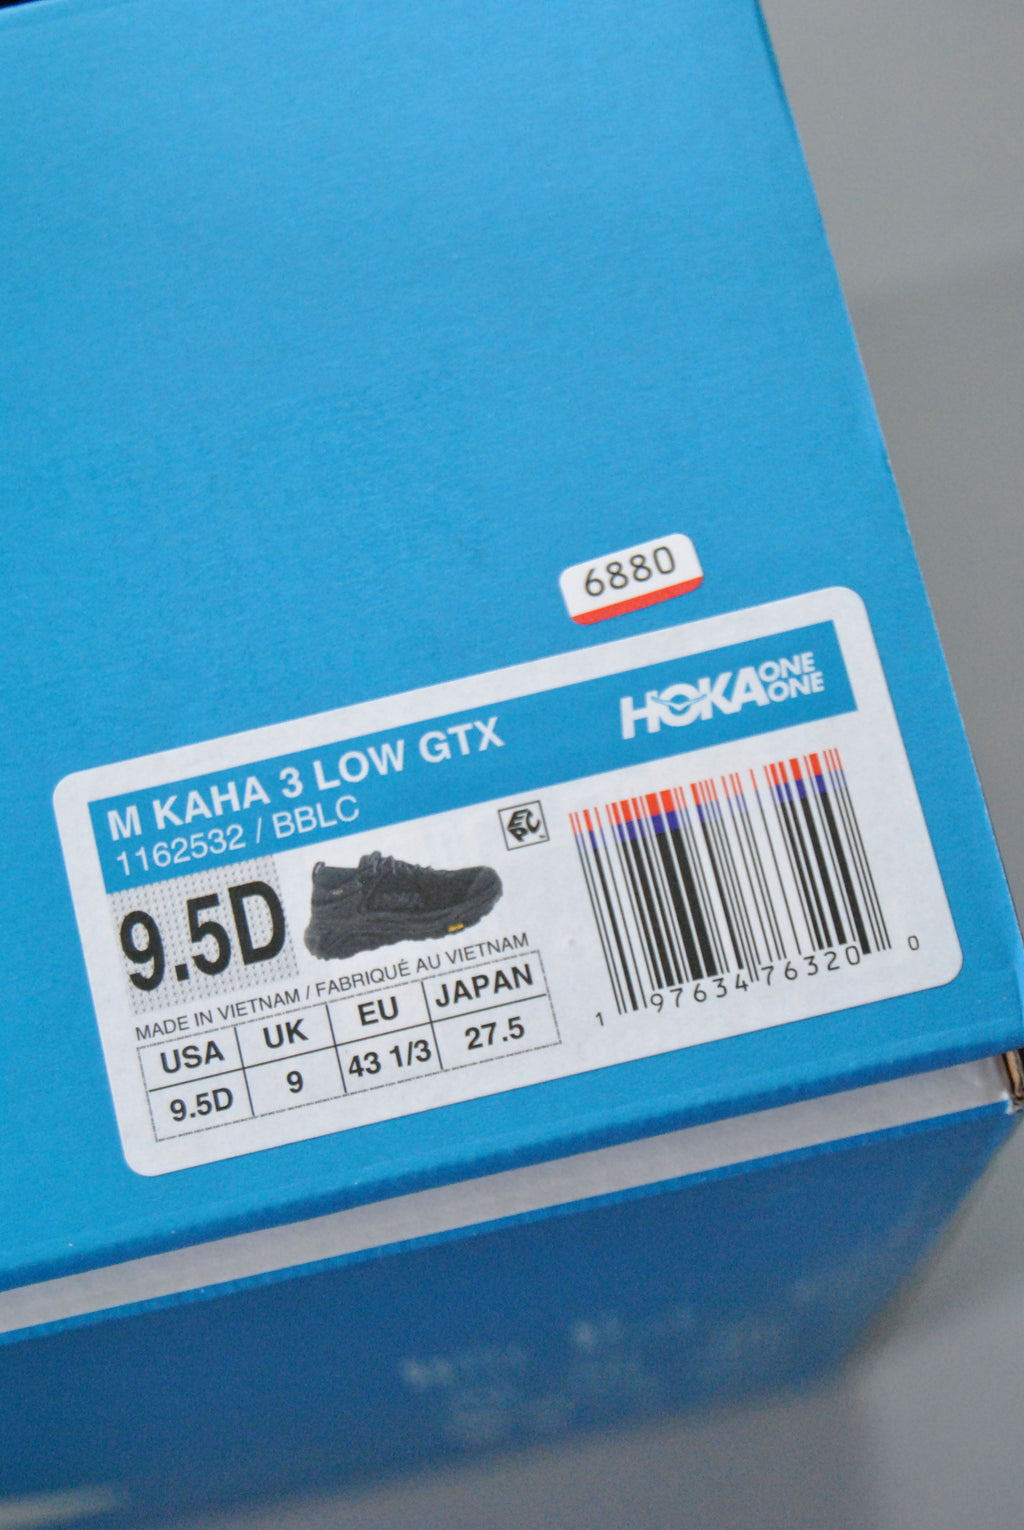 6880
HOKA ONE ONE
M KAHA 3 LOW GTX
1162532 / BBLC
EPC
9.5D
MADE IN VIETNAM / FABRIQUÉ AU VIETNAM
USA UK EU JAPAN
9.5D 9 43 1/3 27.5
1 97634 76320 0